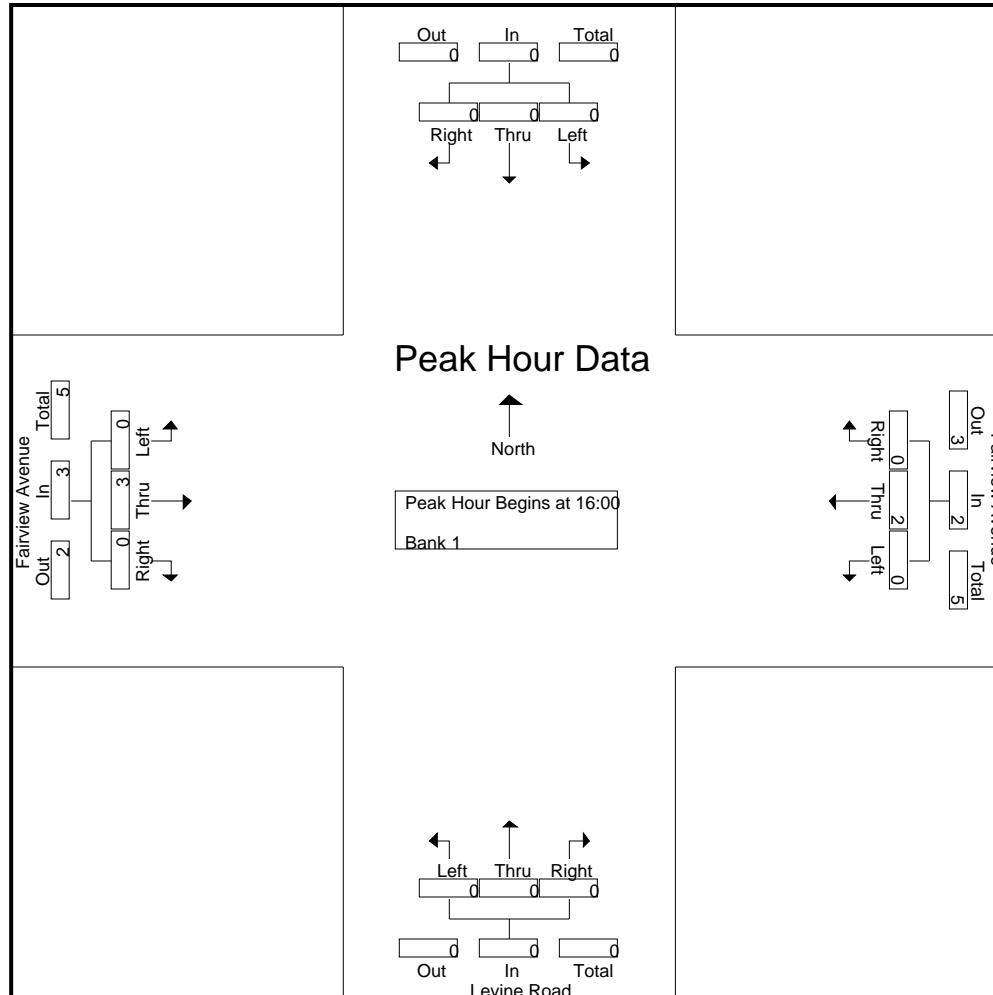 Out In Total
0 0 0
0 0 0
Right Thru Left
Peak Hour Data
North
Peak Hour Begins at 16:00
Bank 1
Fairview Avenue
Total In Out
5 3 2
0 3 0
Left Thru Right
Right Thru Left
0 2 0
3 2 5
Out In Total
Left Thru Right
0 0 0
0 0 0
Out In Total
Levine Road